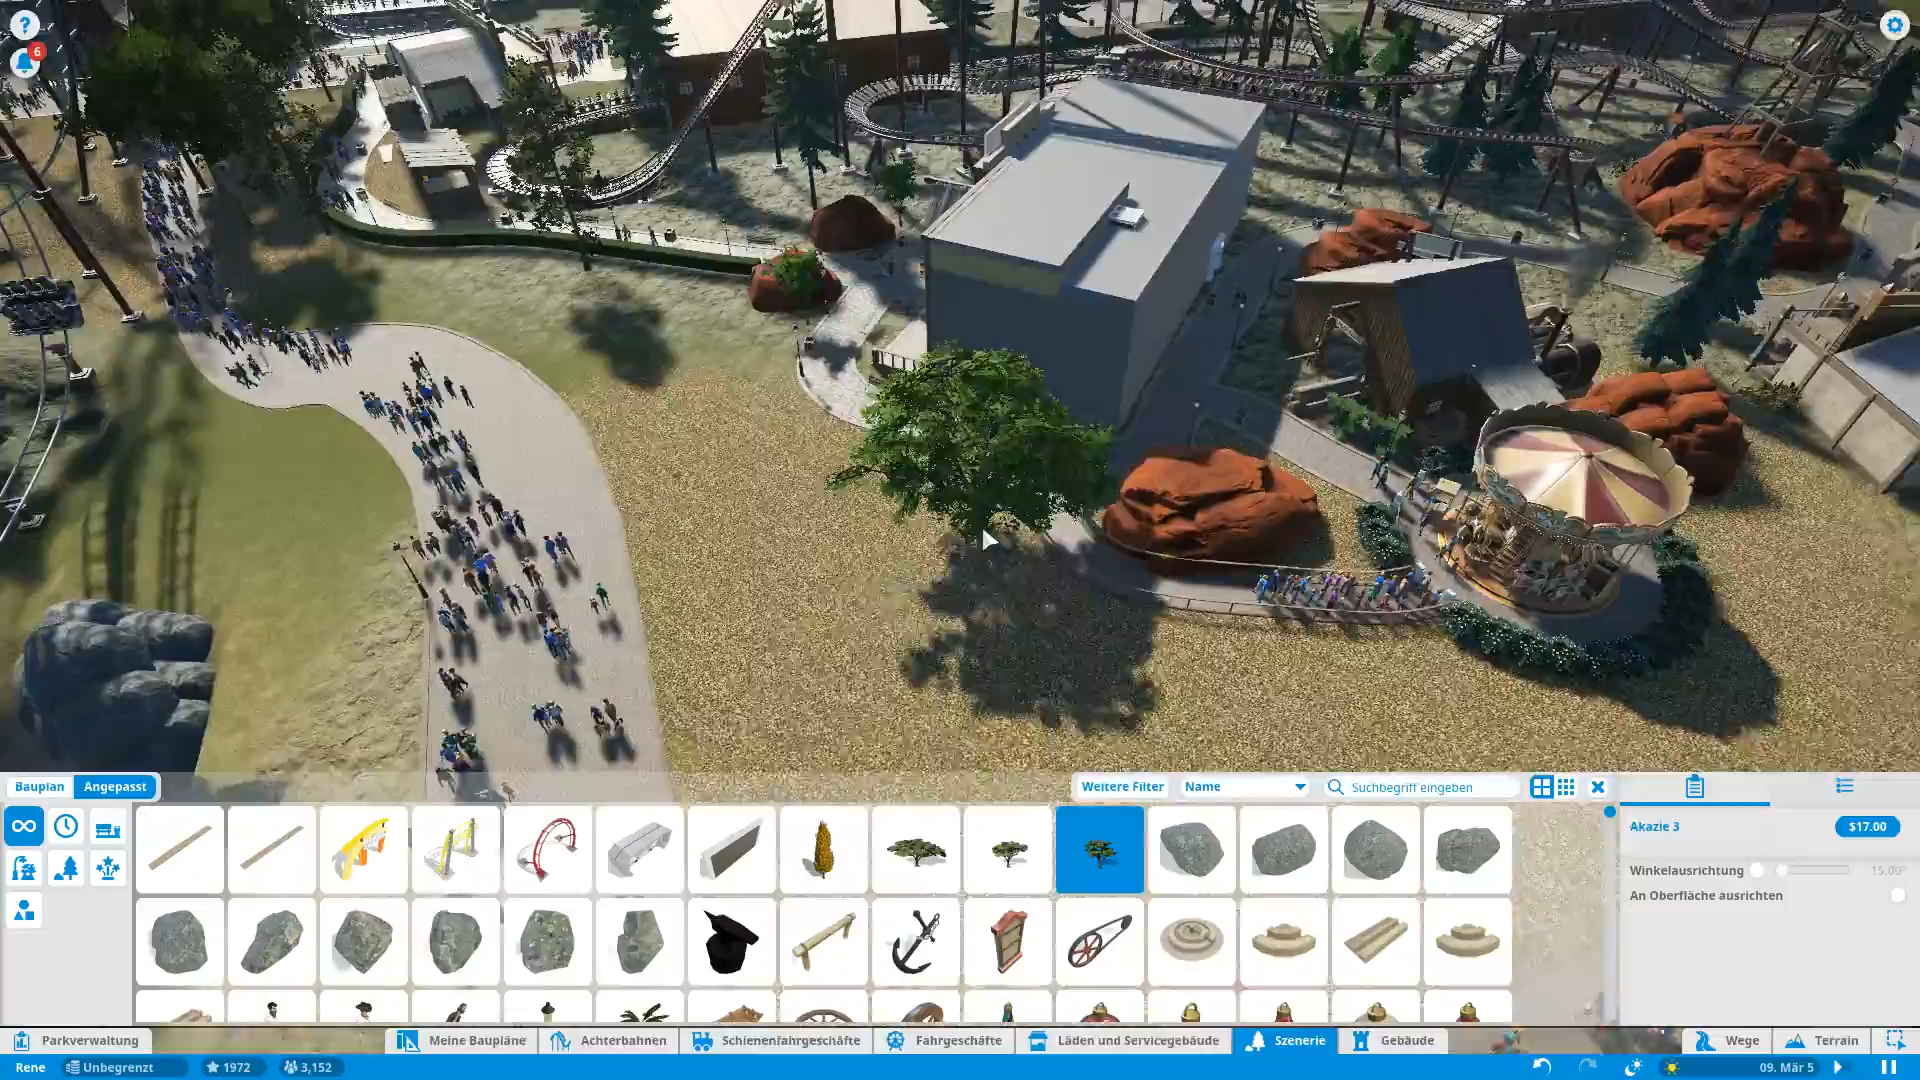 ?
6
Bauplan Angepasst Weitere Filter Name Suchbegriff eingeben
Akazie 3 $17.00
Winkelausrichtung 15.00°
An Oberfläche ausrichten
Parkverwaltung Meine Baupläne Achterbahnen Schienenfahrgeschäfte Fahrgeschäfte Läden und Servicegebäude Szenerie Gebäude Wege Terrain
Rene Unbegrenzt 1972 3,152 09. Mär 5